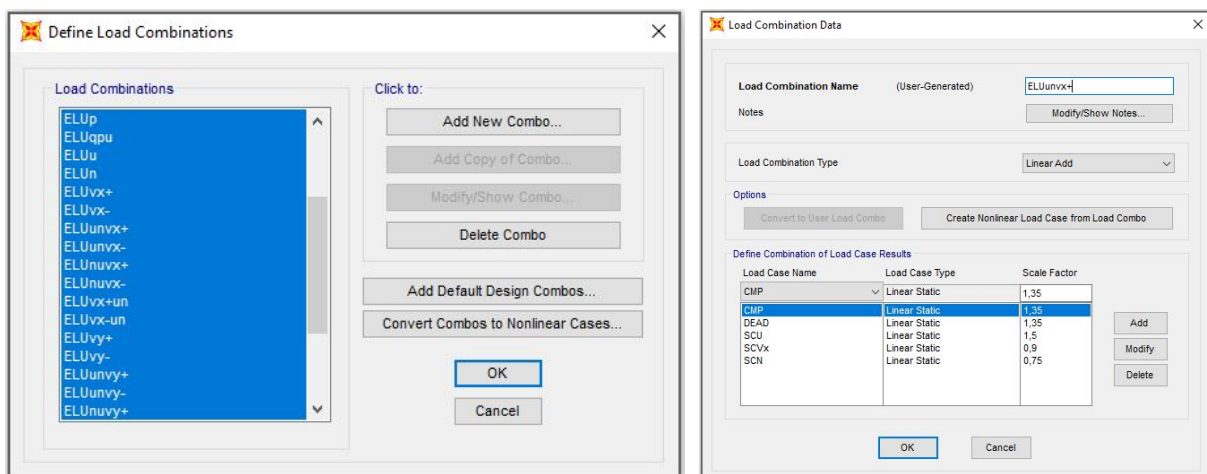 Define Load Combinations
Load Combinations
ELUp
ELUqpu
ELUu
ELUn
ELUvx+
ELUvx-
ELUunvx+
ELUunvx-
ELUnuvx+
ELUnuvx-
ELUvx+un
ELUvx-un
ELUvy+
ELUvy-
ELUunvy+
ELUunvy-
ELUnuvy+
Click to:
Add New Combo...
Add Copy of Combo...
Modify/Show Combo...
Delete Combo
Add Default Design Combos...
Convert Combos to Nonlinear Cases...
OK
Cancel
Load Combination Data
Load Combination Name (User-Generated) ELUunvx+
Notes Modify/Show Notes...
Load Combination Type Linear Add
Options
Convert to User Load Combo Create Nonlinear Load Case from Load Combo
Define Combination of Load Case Results
Load Case Name Load Case Type Scale Factor
CMP Linear Static 1,35
CMP Linear Static 1,35
DEAD Linear Static 1,35
SCU Linear Static 1,5
SCVx Linear Static 0,9
SCN Linear Static 0,75
Add
Modify
Delete
OK Cancel